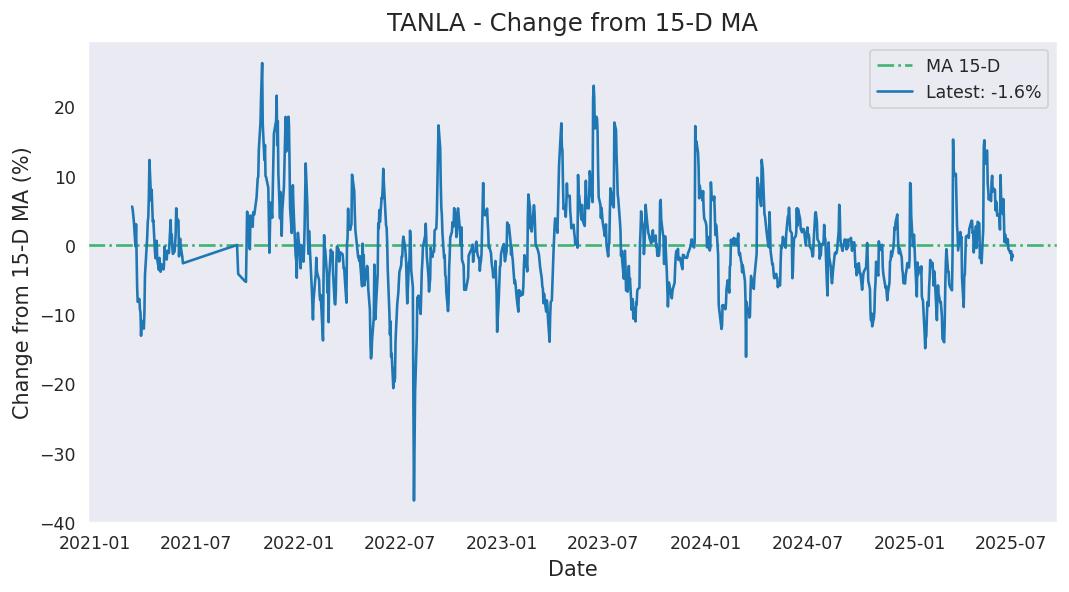 TANLA - Change from 15-D MA
MA 15-D
Latest: -1.6%
Change from 15-D MA (%)
20
10
0
−10
−20
−30
−40
2021-01 2021-07 2022-01 2022-07 2023-01 2023-07 2024-01 2024-07 2025-01 2025-07
Date